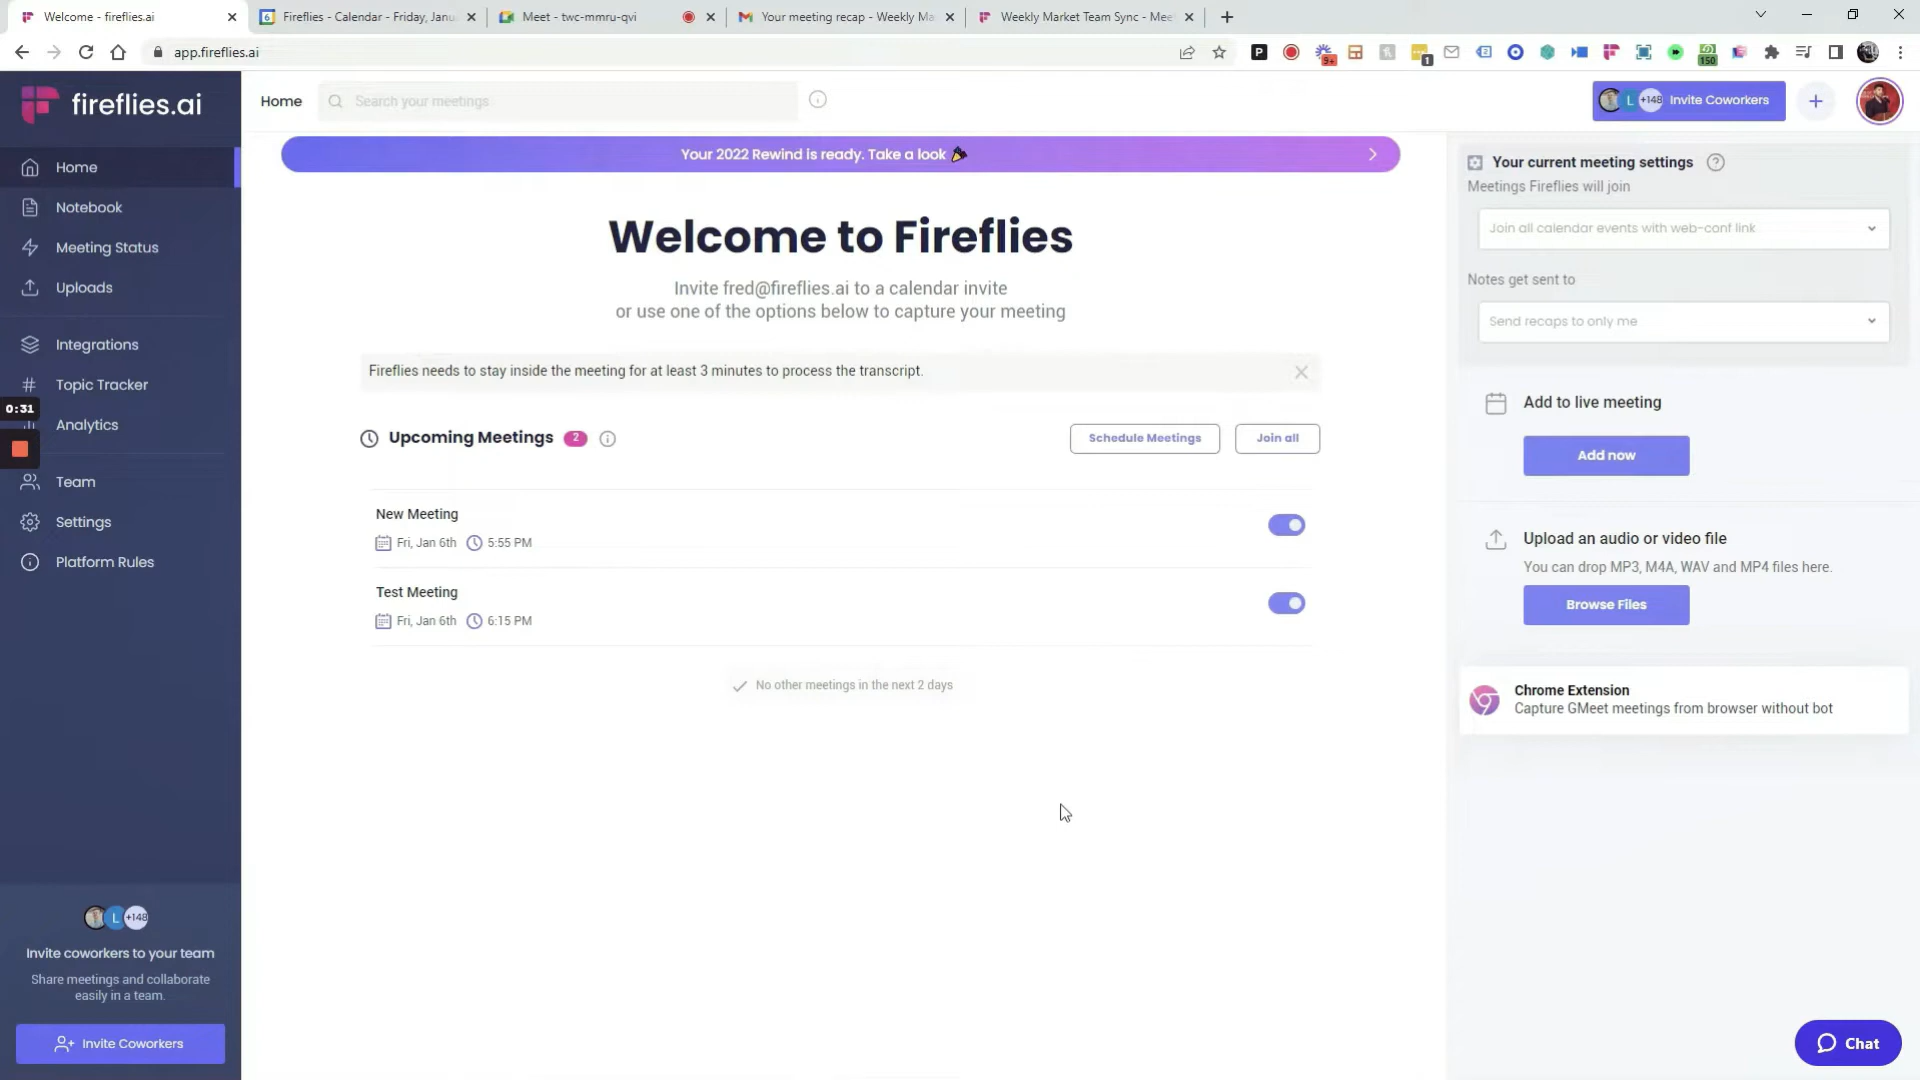 Welcome - fireflies.ai
Fireflies - Calendar - Friday, Janu
Meet - twc-mmru-qvi
Your meeting recap - Weekly Ma
Weekly Market Team Sync - Mee
app.fireflies.ai
P
9+
1
150
fireflies.ai
Home
Search your meetings
L
+148
Invite Coworkers
Home
Notebook
Meeting Status
Uploads
Integrations
Topic Tracker
0:31
Analytics
Team
Settings
Platform Rules
L
+148
Invite coworkers to your team
Share meetings and collaborate
easily in a team.
Invite Coworkers
Your 2022 Rewind is ready. Take a look
Welcome to Fireflies
Invite fred@fireflies.ai to a calendar invite
or use one of the options below to capture your meeting
Fireflies needs to stay inside the meeting for at least 3 minutes to process the transcript.
Upcoming Meetings 2
Schedule Meetings
Join all
New Meeting
Fri, Jan 6th 5:55 PM
Test Meeting
Fri, Jan 6th 6:15 PM
No other meetings in the next 2 days
Your current meeting settings
Meetings Fireflies will join
Join all calendar events with web-conf link
Notes get sent to
Send recaps to only me
Add to live meeting
Add now
Upload an audio or video file
You can drop MP3, M4A, WAV and MP4 files here.
Browse Files
Chrome Extension
Capture GMeet meetings from browser without bot
Chat